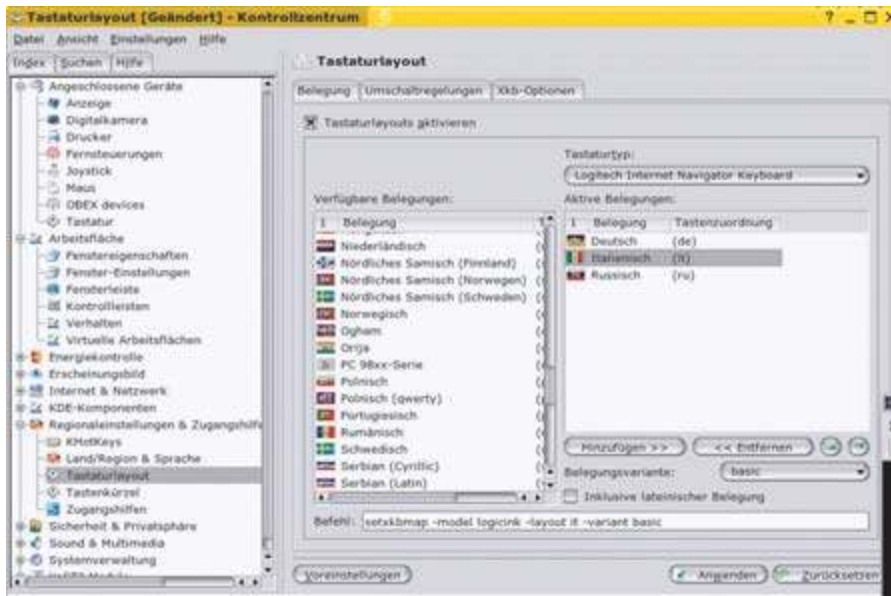 Tastaturlayout [Geändert] - Kontrollzentrum
Datei Ansicht Einstellungen Hilfe
Index Suchen Hilfe
Angeschlossene Geräte
Anzeige
Digitalkamera
Drucker
Fernsteuerungen
Joystick
Maus
OBEX devices
Tastatur
Arbeitsfläche
Fenstereigenschaften
Fenster-Einstellungen
Fensterleiste
Kontrollleisten
Verhalten
Virtuelle Arbeitsflächen
Energiekontrolle
Erscheinungsbild
Internet & Netzwerk
KDE-Komponenten
Regionaleinstellungen & Zugangshilfe
KHotKeys
Land/Region & Sprache
Tastaturlayout
Tastenkürzel
Zugangshilfen
Sicherheit & Privatsphäre
Sound & Multimedia
Systemverwaltung
Tastaturlayout
Belegung Umschaltregelungen Xkb-Optionen
Tastaturlayouts aktivieren
Tastaturtyp:
Logitech Internet Navigator Keyboard
Verfügbare Belegungen:
Belegung
Niederländisch
Nördliches Samisch (Finnland)
Nördliches Samisch (Norwegen)
Nördliches Samisch (Schweden)
Norwegisch
Ogham
Oriya
PC 98xx-Serie
Polnisch
Polnisch (qwerty)
Portugiesisch
Rumänisch
Schwedisch
Serbian (Cyrillic)
Serbian (Latin)
Aktive Belegungen:
Belegung Tastenzuordnung
Deutsch (de)
Italienisch (it)
Russisch (ru)
Hinzufügen >> << Entfernen
Belegungsvariante: basic
Inklusive lateinischer Belegung
Befehl: setxkbmap -model logicink -layout it -variant basic
Voreinstellungen Anwenden Zurücksetzen